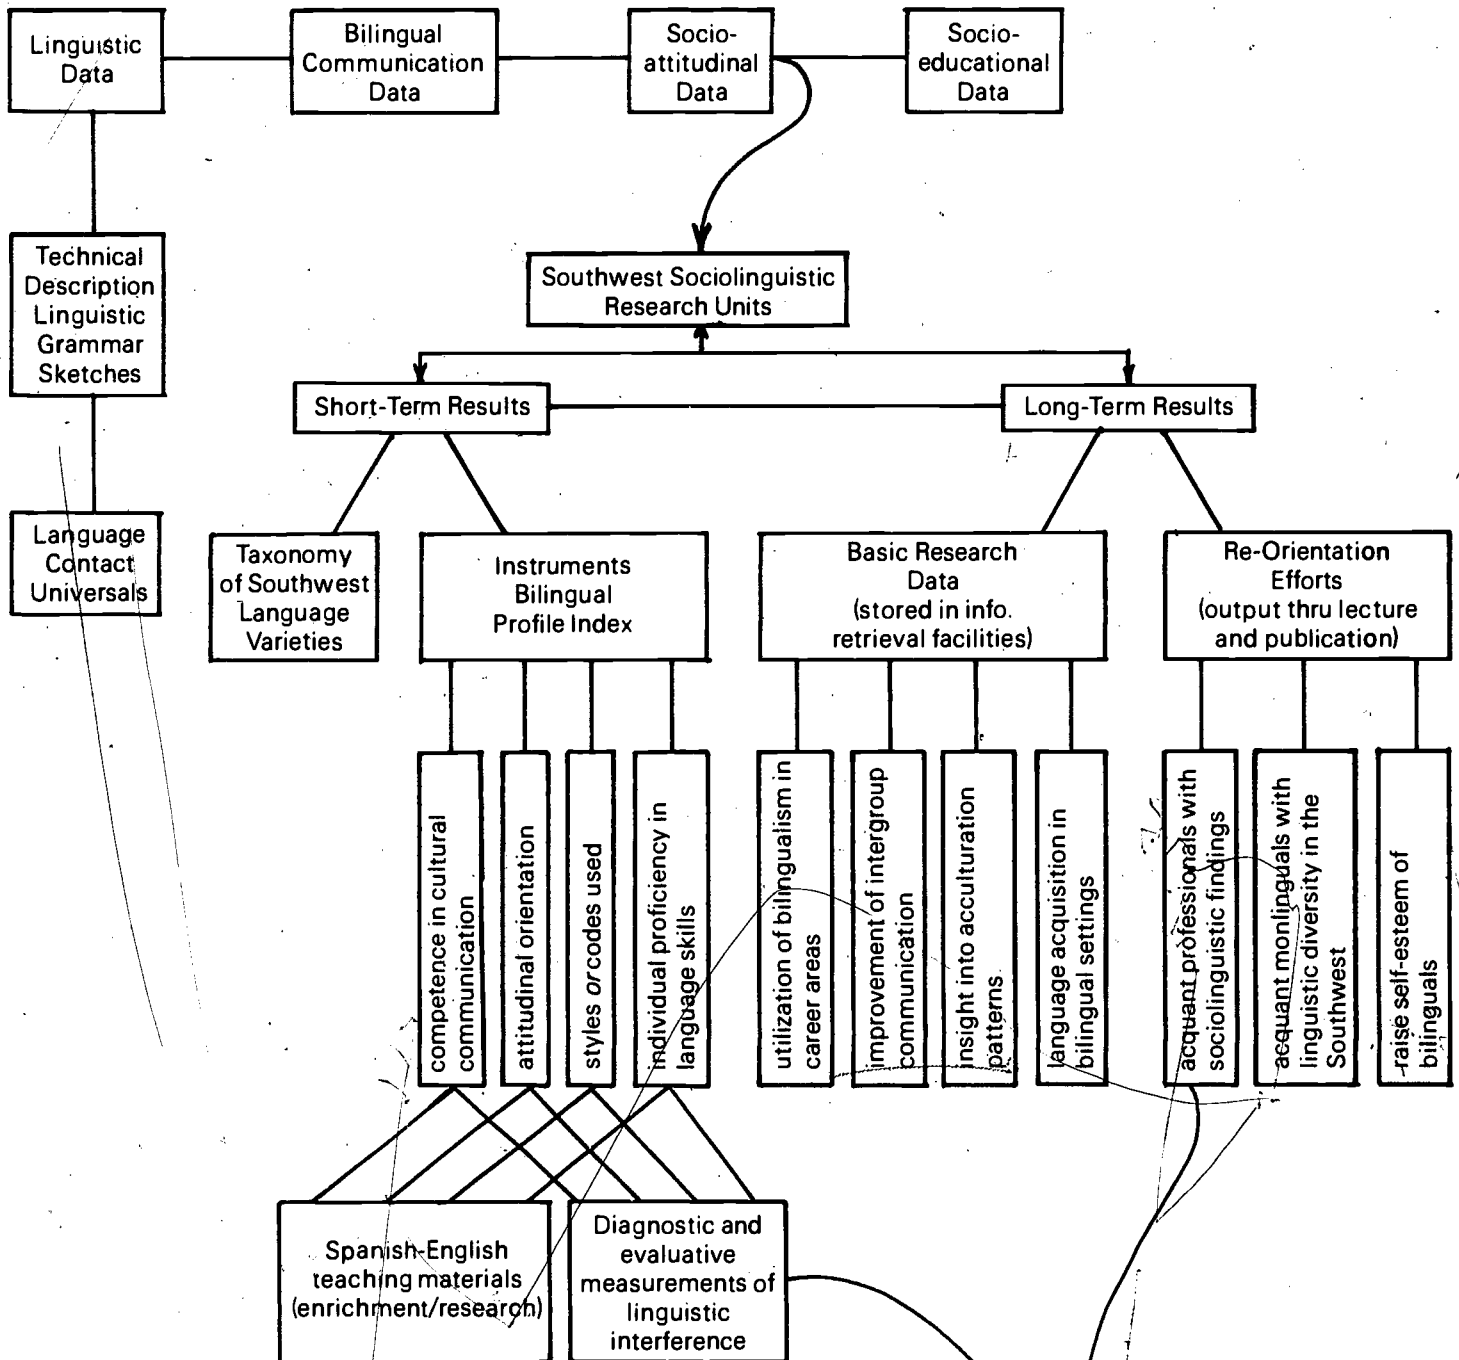 Linguistic
Data
Bilingual
Communication
Data
Socio-
attitudinal
Data
Socio-
educational
Data
Technical
Description
Linguistic
Grammar
Sketches
Southwest Sociolinguistic
Research Units
Short-Term Results
Long-Term Results
Language
Contact
Universals
Taxonomy
of Southwest
Language
Varieties
Instruments
Bilingual
Profile Index
Basic Research
Data
(stored in info.
retrieval facilities)
Re-Orientation
Efforts
(output thru lecture
and publication)
competence in cultural
communication
attitudinal orientation
styles or codes used
individual proficiency in
language skills
utilization of bilingualism in
career areas
improvement of intergroup
communication
insight into acculturation
patterns
language acquisition in
bilingual settings
acquant professionals with
sociolinguistic findings
acquant monlinguals with
linguistic diversity in the
Southwest
raise self-esteem of
bilinguals
Spanish-English
teaching materials
(enrichment/research)
Diagnostic and
evaluative
measurements of
linguistic
interference